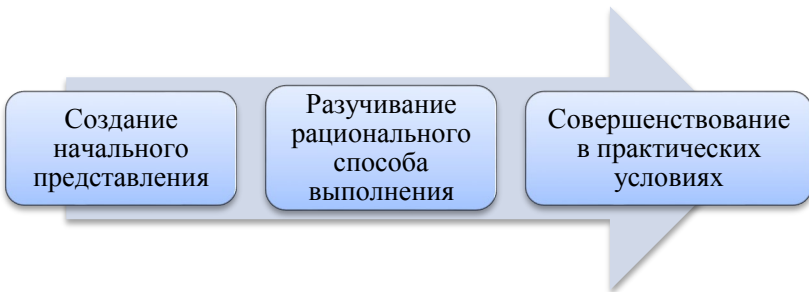 Создание
начального
представления
Разучивание
рационального
способа
выполнения
Совершенствование
в практических
условиях